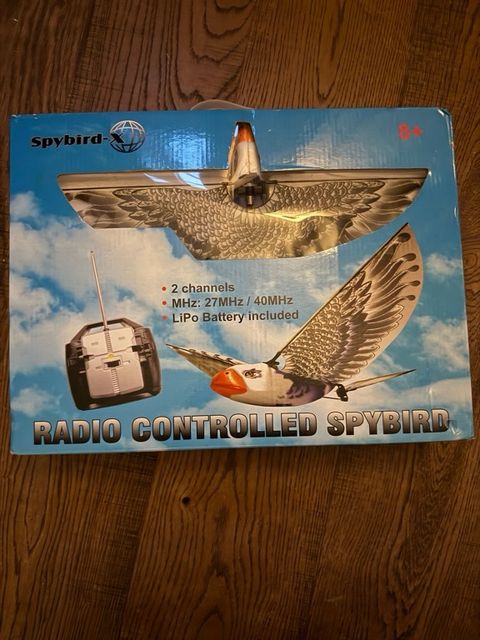 Spybird-X
8+
• 2 channels
• MHz: 27MHz / 40MHz
• LiPo Battery included
RADIO CONTROLLED SPYBIRD